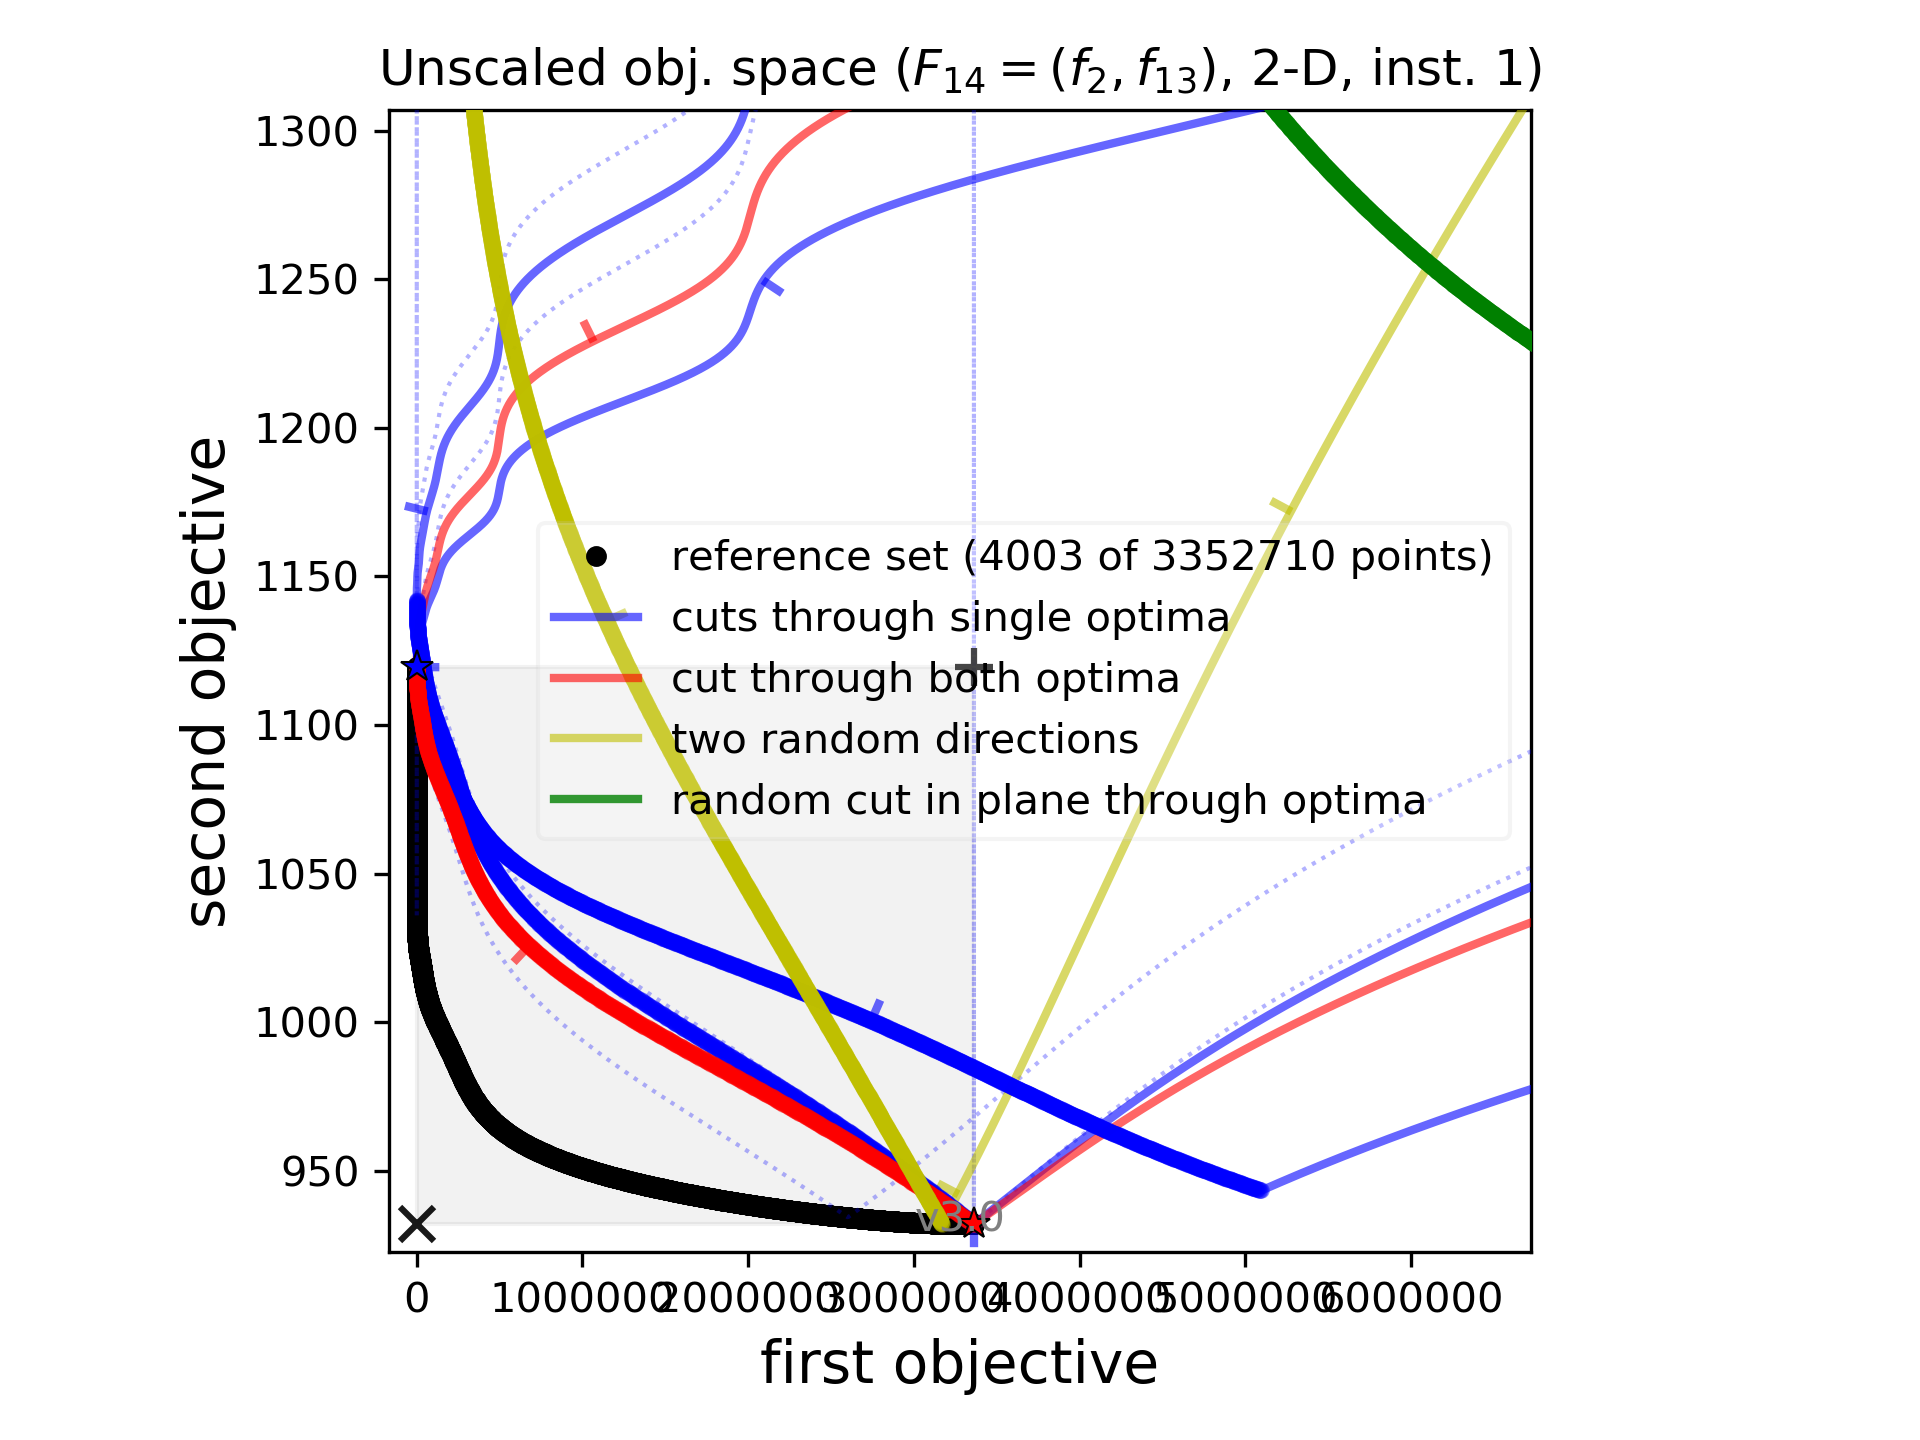 Unscaled obj. space (F14 = (f2, f13), 2-D, inst. 1)
1300
1250
1200
1150
1100
1050
1000
950
second objective
reference set (4003 of 3352710 points)
cuts through single optima
cut through both optima
two random directions
random cut in plane through optima
v3.0
0 1000000 2000000 3000000 4000000 5000000 6000000
first objective